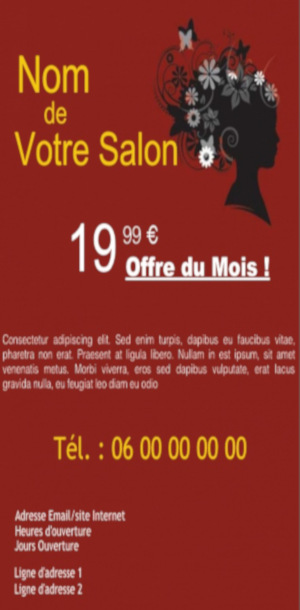 Nom
de
Votre Salon
19 99 €
Offre du Mois !
Consectetur adipiscing elit. Sed enim turpis, dapibus eu faucibus vitae,
pharetra non erat. Praesent at ligula libero. Nullam in est ipsum, sit amet
venenatis metus. Morbi viverra, eros sed dapibus vulputate, erat lacus
gravida nulla, eu feugiat leo diam eu odio
Tél. : 06 00 00 00 00
Adresse Email/site Internet
Heures d'ouverture
Jours Ouverture
Ligne d'adresse 1
Ligne d'adresse 2